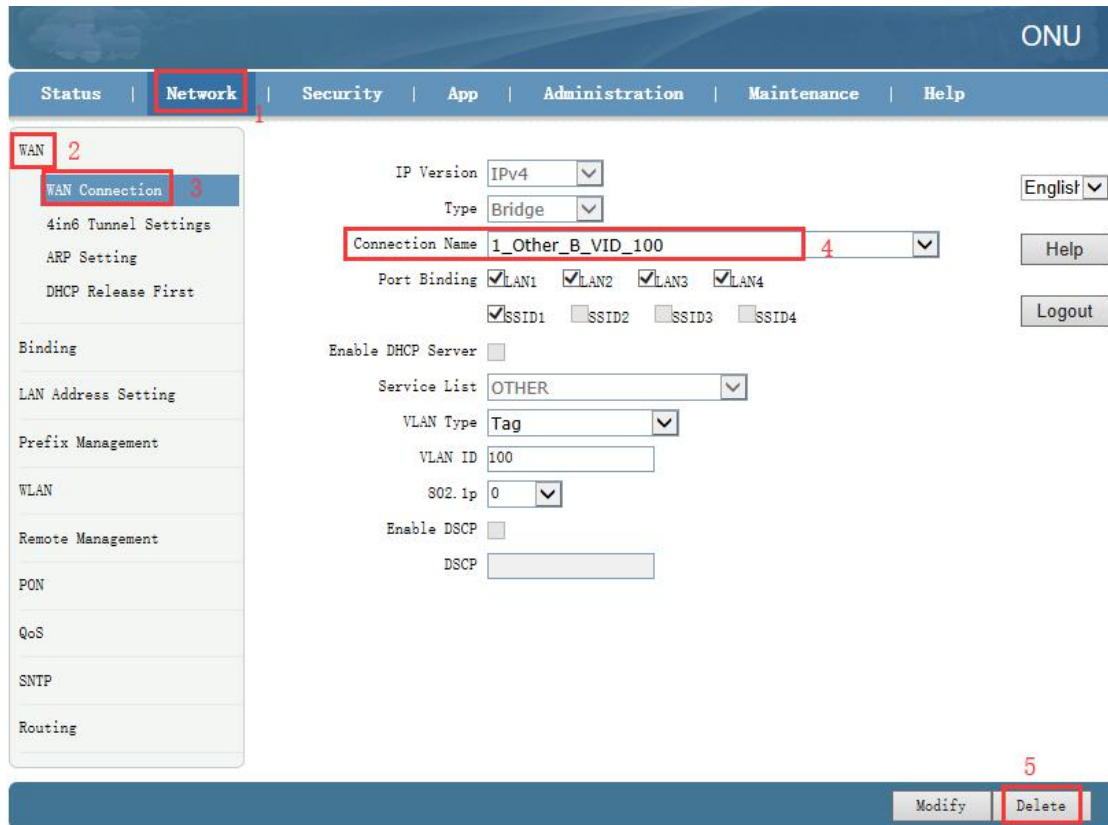 ONU
Status | Network | Security | App | Administration | Maintenance | Help
1
WAN 2
WAN Connection 3
4in6 Tunnel Settings
ARP Setting
DHCP Release First
Binding
LAN Address Setting
Prefix Management
WLAN
Remote Management
PON
QoS
SNTP
Routing
IP Version IPv4
Type Bridge
Connection Name 1_Other_B_VID_100 4
Port Binding LAN1 LAN2 LAN3 LAN4
SSID1 SSID2 SSID3 SSID4
Enable DHCP Server
Service List OTHER
VLAN Type Tag
VLAN ID 100
802.1p 0
Enable DSCP
DSCP
English
Help
Logout
5
Modify Delete